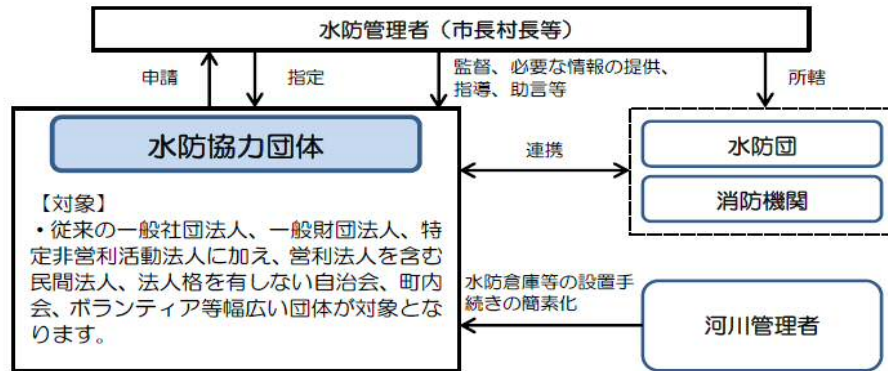 水防管理者（市長村長等）
申請
指定
監督、必要な情報の提供、
指導、助言等
所轄
水防協力団体
連携
水防団
消防機関
【対象】
・従来の一般社団法人、一般財団法人、特
定非営利活動法人に加え、営利法人を含む
民間法人、法人格を有しない自治会、町内
会、ボランティア等幅広い団体が対象とな
ります。
水防倉庫等の設置手
続きの簡素化
河川管理者